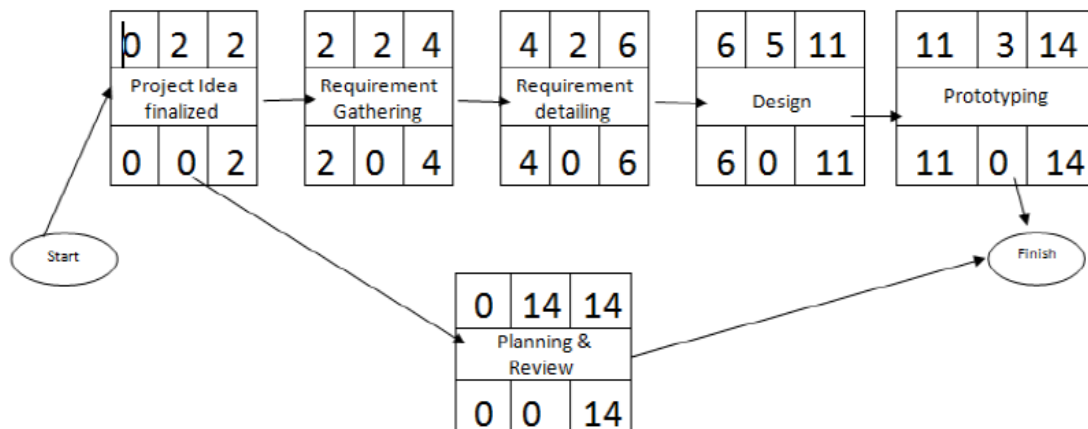 0 2 2
2 2 4
4 2 6
6 5 11
11 3 14
Project Idea
finalized
Requirement
Gathering
Requirement
detailing
Design
Prototyping
0 0 2
2 0 4
4 0 6
6 0 11
11 0 14
Start
Finish
0 14 14
Planning &
Review
0 0 14